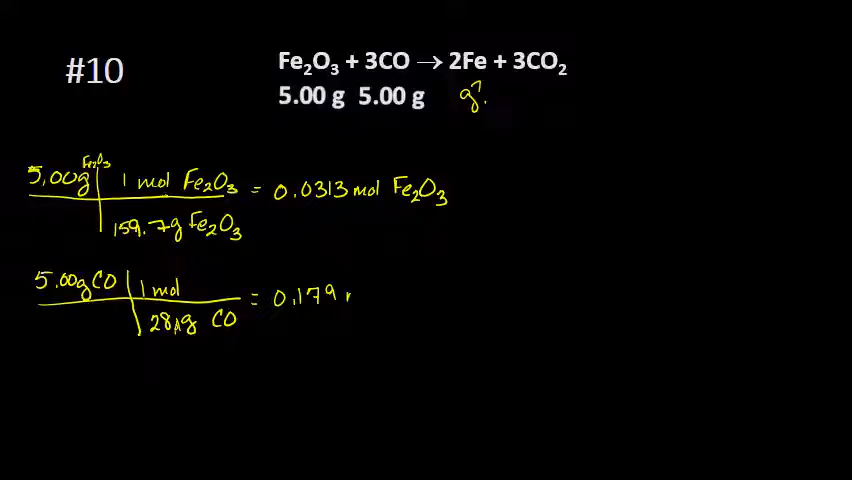 #10
Fe₂O₃ + 3CO → 2Fe + 3CO₂
5.00 g 5.00 g g?
5.00g Fe₂O₃ 1 mol Fe₂O₃ = 0.0313 mol Fe₂O₃
159.7g Fe₂O₃
5.00g CO 1 mol = 0.179
28 g CO